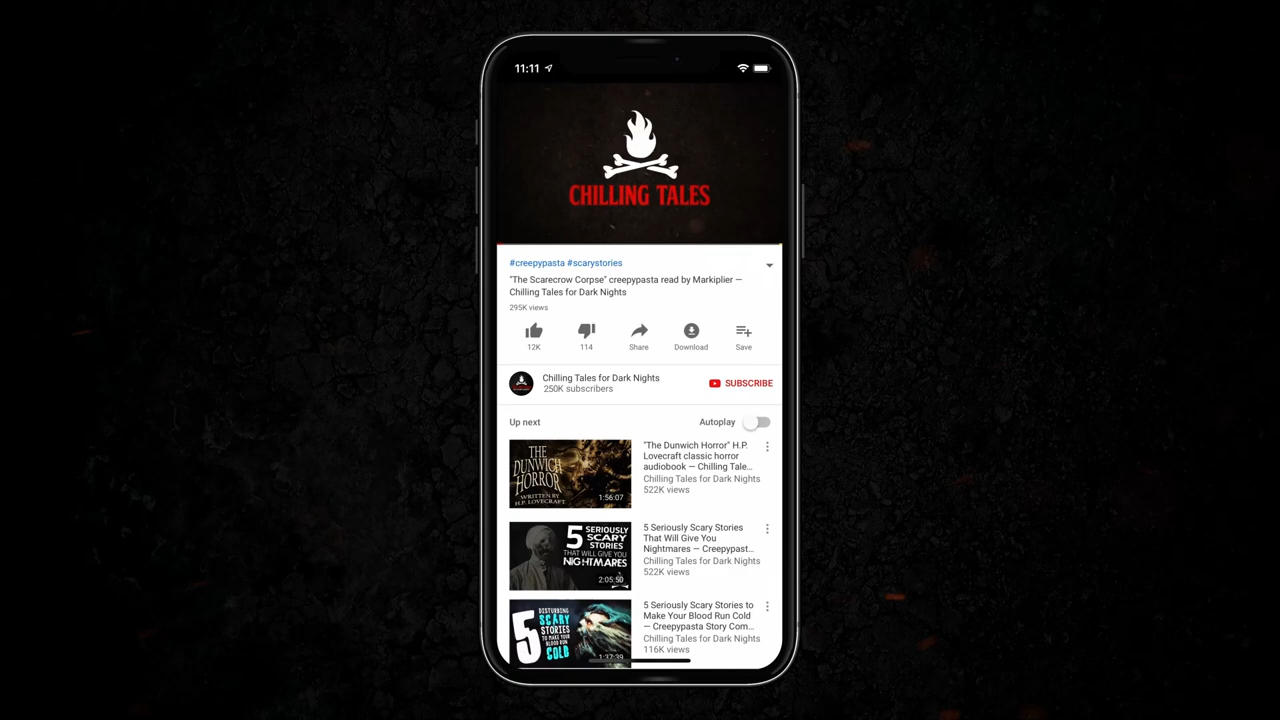 11:11
CHILLING TALES
#creepypasta #scarystories
"The Scarecrow Corpse" creepypasta read by Markiplier —
Chilling Tales for Dark Nights
295K views
12K
114
Share
Download
Save
Chilling Tales for Dark Nights
250K subscribers
SUBSCRIBE
Up next
Autoplay
THE
DUNWICH
HORROR
WRITTEN BY
H.P. LOVECRAFT
1:56:07
"The Dunwich Horror" H.P.
Lovecraft classic horror
audiobook — Chilling Tale...
Chilling Tales for Dark Nights
522K views
5 SERIOUSLY
SCARY
STORIES
THAT WILL GIVE YOU
NIGHTMARES
2:05:50
5 Seriously Scary Stories
That Will Give You
Nightmares — Creepypast...
Chilling Tales for Dark Nights
522K views
5 DISTURBING
SCARY
STORIES
TO MAKE YOUR
BLOOD RUN
COLD
1:37:39
5 Seriously Scary Stories to
Make Your Blood Run Cold
— Creepypasta Story Com...
Chilling Tales for Dark Nights
116K views